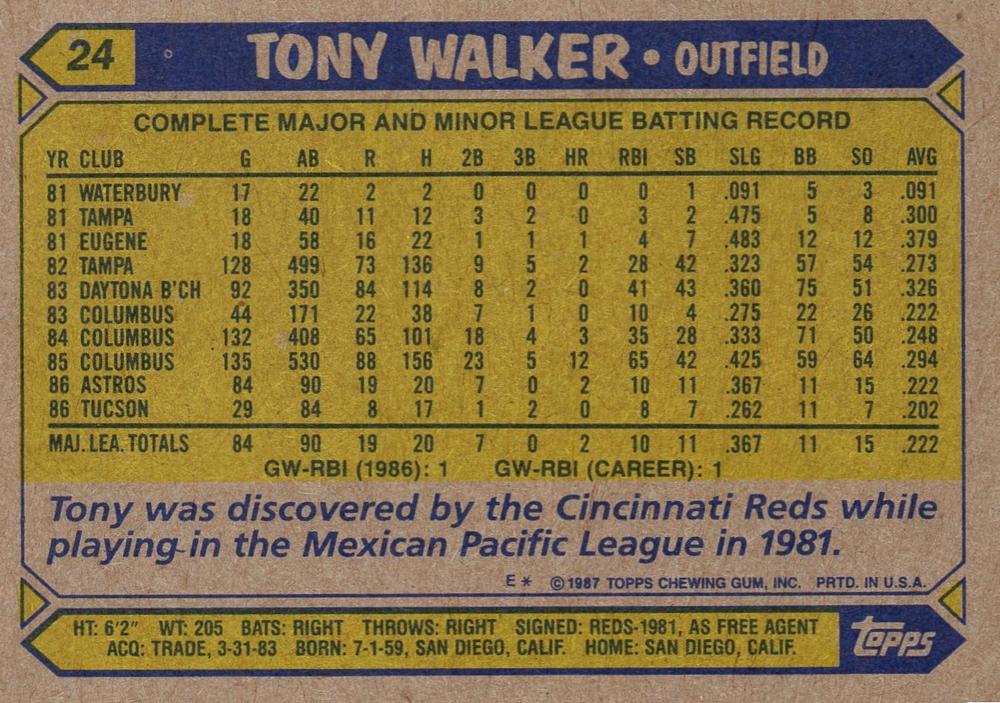 24 TONY WALKER • OUTFIELD
COMPLETE MAJOR AND MINOR LEAGUE BATTING RECORD
YR CLUB G AB R H 2B 3B HR RBI SB SLG BB SO AVG
81 WATERBURY 17 22 2 2 0 0 0 0 1 .091 5 3 .091
81 TAMPA 18 40 11 12 3 2 0 3 2 .475 5 8 .300
81 EUGENE 18 58 16 22 1 1 1 4 7 .483 12 12 .379
82 TAMPA 128 499 73 136 9 5 2 28 42 .323 57 54 .273
83 DAYTONA B'CH 92 350 84 114 8 2 0 41 43 .360 75 51 .326
83 COLUMBUS 44 171 22 38 7 1 0 10 4 .275 22 26 .222
84 COLUMBUS 132 408 65 101 18 4 3 35 28 .333 71 50 .248
85 COLUMBUS 135 530 88 156 23 5 12 65 42 .425 59 64 .294
86 ASTROS 84 90 19 20 7 0 2 10 11 .367 11 15 .222
86 TUCSON 29 84 8 17 1 2 0 8 7 .262 11 7 .202
MAJ. LEA. TOTALS 84 90 19 20 7 0 2 10 11 .367 11 15 .222
GW-RBI (1986): 1 GW-RBI (CAREER): 1
Tony was discovered by the Cincinnati Reds while
playing in the Mexican Pacific League in 1981.
E * © 1987 TOPPS CHEWING GUM, INC. PRTD. IN U.S.A.
HT: 6'2" WT: 205 BATS: RIGHT THROWS: RIGHT SIGNED: REDS-1981, AS FREE AGENT
ACQ: TRADE, 3-31-83 BORN: 7-1-59, SAN DIEGO, CALIF. HOME: SAN DIEGO, CALIF.
topps